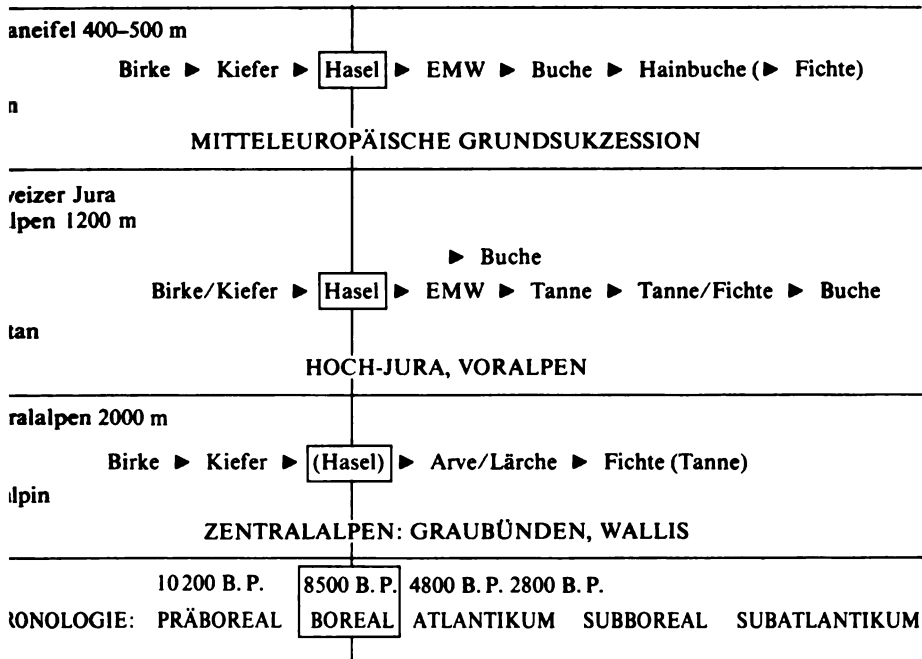 aneifel 400–500 m
Birke ▶ Kiefer ▶ Hasel ▶ EMW ▶ Buche ▶ Hainbuche (▶ Fichte)
n
MITTELEUROPÄISCHE GRUNDSUKZESSION
weizer Jura
lpen 1200 m
▶ Buche
Birke/Kiefer ▶ Hasel ▶ EMW ▶ Tanne ▶ Tanne/Fichte ▶ Buche
tan
HOCH-JURA, VORALPEN
ralalpen 2000 m
Birke ▶ Kiefer ▶ (Hasel) ▶ Arve/Lärche ▶ Fichte (Tanne)
lpin
ZENTRALALPEN: GRAUBÜNDEN, WALLIS
10200 B. P. 8500 B. P. 4800 B. P. 2800 B. P.
RONOLOGIE: PRÄBOREAL BOREAL ATLANTIKUM SUBBOREAL SUBATLANTIKUM